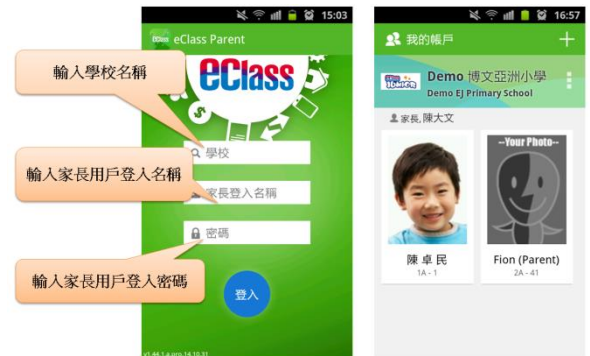 15:03
eClass Parent
eClass
輸入學校名稱
學校
輸入家長用戶登入名稱
家長登入名稱
密碼
輸入家長用戶登入密碼
登入
16:57
我的帳戶
Demo 博文亞洲小學
Demo EJ Primary School
家長, 陳大文
--Your Photo--
陳 卓 民
1A - 1
Fion (Parent)
2A - 41